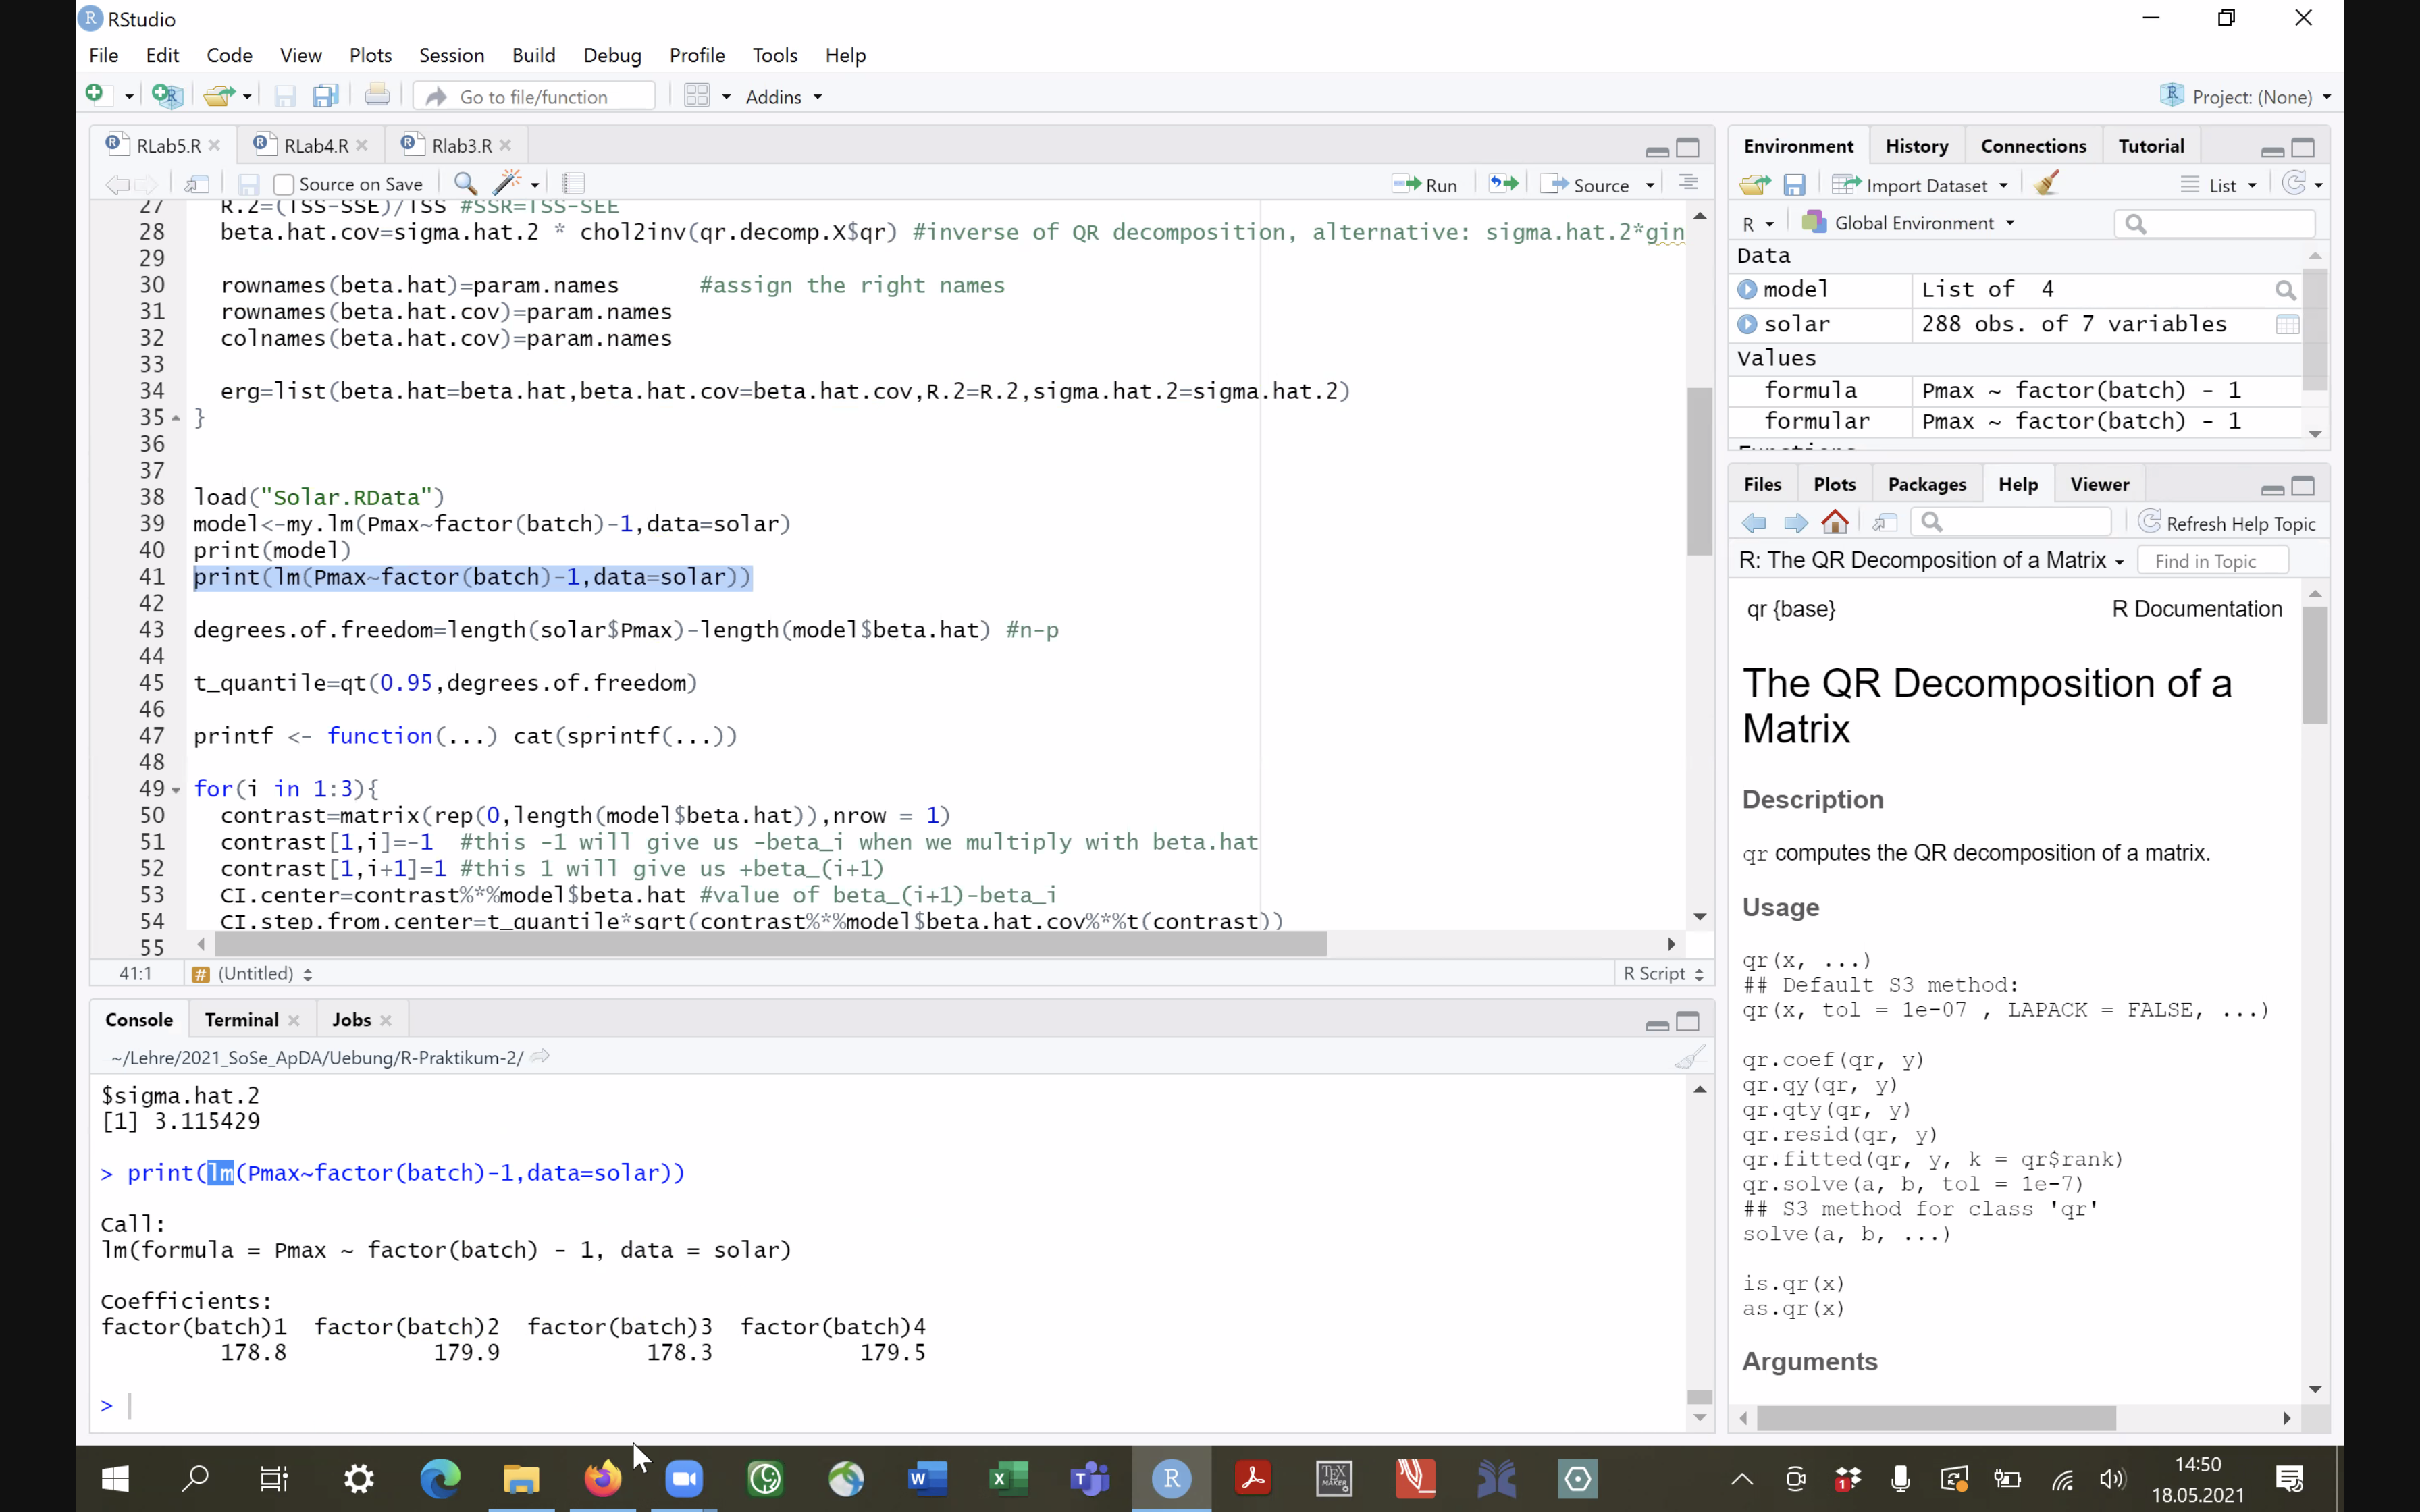 RStudio
File Edit Code View Plots Session Build Debug Profile Tools Help
Go to file/function Addins Project: (None)
RLab5.R RLab4.R Rlab3.R
Source on Save Run Source
27 R.2=(TSS-SSE)/TSS #SSR=TSS-SEE
28 beta.hat.cov=sigma.hat.2 * chol2inv(qr.decomp.X$qr) #inverse of QR decomposition, alternative: sigma.hat.2*gin
29
30 rownames(beta.hat)=param.names #assign the right names
31 rownames(beta.hat.cov)=param.names
32 colnames(beta.hat.cov)=param.names
33
34 erg=list(beta.hat=beta.hat,beta.hat.cov=beta.hat.cov,R.2=R.2,sigma.hat.2=sigma.hat.2)
35 }
36
37
38 load("Solar.RData")
39 model<-my.lm(Pmax~factor(batch)-1,data=solar)
40 print(model)
41 print(lm(Pmax~factor(batch)-1,data=solar))
42
43 degrees.of.freedom=length(solar$Pmax)-length(model$beta.hat) #n-p
44
45 t_quantile=qt(0.95,degrees.of.freedom)
46
47 printf <- function(...) cat(sprintf(...))
48
49 for(i in 1:3){
50 contrast=matrix(rep(0,length(model$beta.hat)),nrow = 1)
51 contrast[1,i]=-1 #this -1 will give us -beta_i when we multiply with beta.hat
52 contrast[1,i+1]=1 #this 1 will give us +beta_(i+1)
53 CI.center=contrast%*%model$beta.hat #value of beta_(i+1)-beta_i
54 CI.step.from.center=t_quantile*sqrt(contrast%*%model$beta.hat.cov%*%t(contrast))
55
41:1 # (Untitled) R Script
Console Terminal Jobs
~/Lehre/2021_SoSe_ApDA/Uebung/R-Praktikum-2/
$sigma.hat.2
[1] 3.115429
> print(lm(Pmax~factor(batch)-1,data=solar))
Call:
lm(formula = Pmax ~ factor(batch) - 1, data = solar)
Coefficients:
factor(batch)1 factor(batch)2 factor(batch)3 factor(batch)4
178.8 179.9 178.3 179.5
>
Environment History Connections Tutorial
Import Dataset List
R Global Environment
Data
model List of 4
solar 288 obs. of 7 variables
Values
formula Pmax ~ factor(batch) - 1
formular Pmax ~ factor(batch) - 1
Files Plots Packages Help Viewer
Refresh Help Topic
R: The QR Decomposition of a Matrix Find in Topic
qr {base} R Documentation
The QR Decomposition of a
Matrix
Description
qr computes the QR decomposition of a matrix.
Usage
qr(x, ...)
## Default S3 method:
qr(x, tol = 1e-07 , LAPACK = FALSE, ...)
qr.coef(qr, y)
qr.qy(qr, y)
qr.qty(qr, y)
qr.resid(qr, y)
qr.fitted(qr, y, k = qr$rank)
qr.solve(a, b, tol = 1e-7)
## S3 method for class 'qr'
solve(a, b, ...)
is.qr(x)
as.qr(x)
Arguments
14:50
18.05.2021